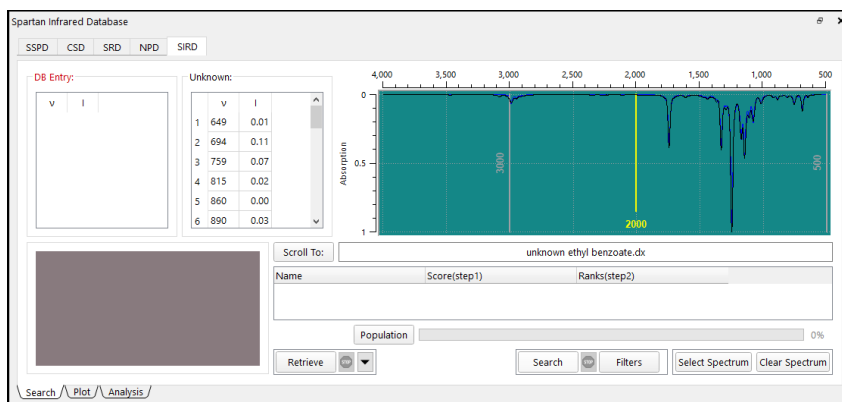 Spartan Infrared Database
SSPD CSD SRD NPD SIRD
DB Entry:
ν I
Unknown:
ν I
1 649 0.01
2 694 0.11
3 759 0.07
4 815 0.02
5 860 0.00
6 890 0.03
4,000 3,000 2,500 2,000 1,500 1,000 500
0
0.5
1
Absorption
3000
2000
500
Scroll To: unknown ethyl benzoate.dx
Name Score(step1) Ranks(step2)
Population 0%
Retrieve STOP Search STOP Filters Select Spectrum Clear Spectrum
Search Plot Analysis